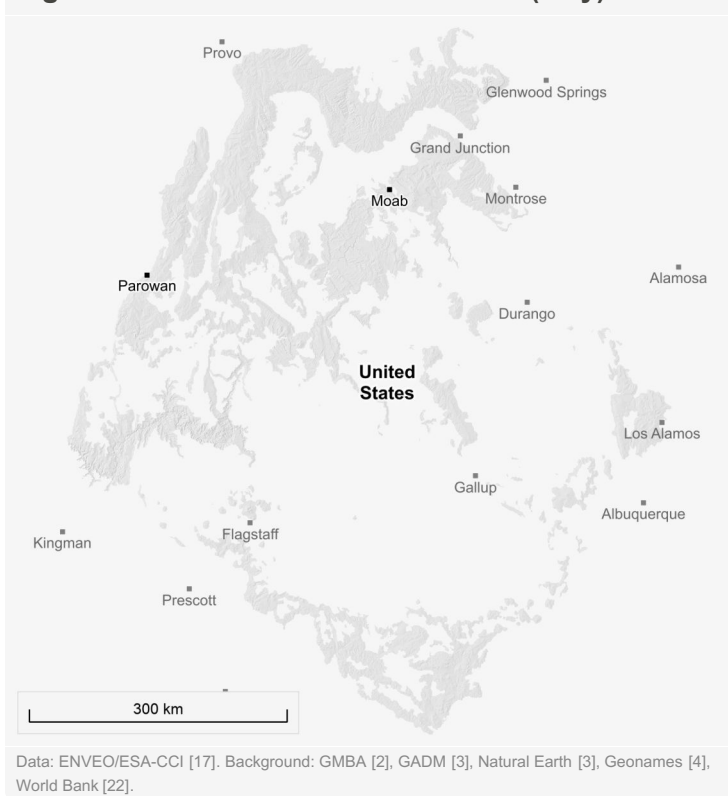 Provo
Glenwood Springs
Grand Junction
Moab
Montrose
Parowan
Alamosa
Durango
United
States
Los Alamos
Gallup
Albuquerque
Flagstaff
Kingman
Prescott
300 km
Data: ENVEO/ESA-CCI [17]. Background: GMBA [2], GADM [3], Natural Earth [3], Geonames [4],
World Bank [22].